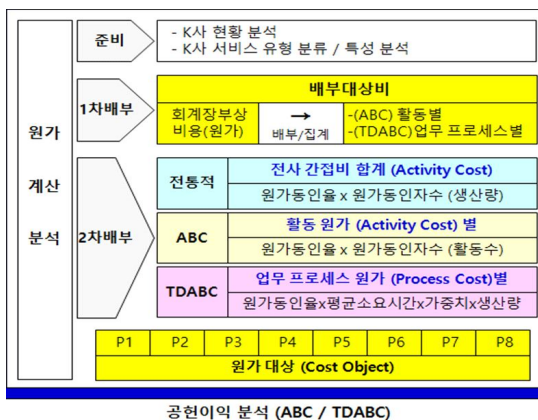 원가
계산
분석
준비
- K사 현황 분석
- K사 서비스 유형 분류 / 특성 분석
1차배부
배부대상비
회계장부상
비용(원가)
→
배부/집계
-(ABC) 활동별
-(TDABC)업무 프로세스별
2차배부
전통적
전사 간접비 합계 (Activity Cost)
원가동인율 x 원가동인자수 (생산량)
ABC
활동 원가 (Activity Cost) 별
원가동인율 x 원가동인자수 (활동수)
TDABC
업무 프로세스 원가 (Process Cost)별
원가동인율x평균소요시간x가중치x생산량
P1 P2 P3 P4 P5 P6 P7 P8
원가 대상 (Cost Object)
공헌이익 분석 (ABC / TDABC)